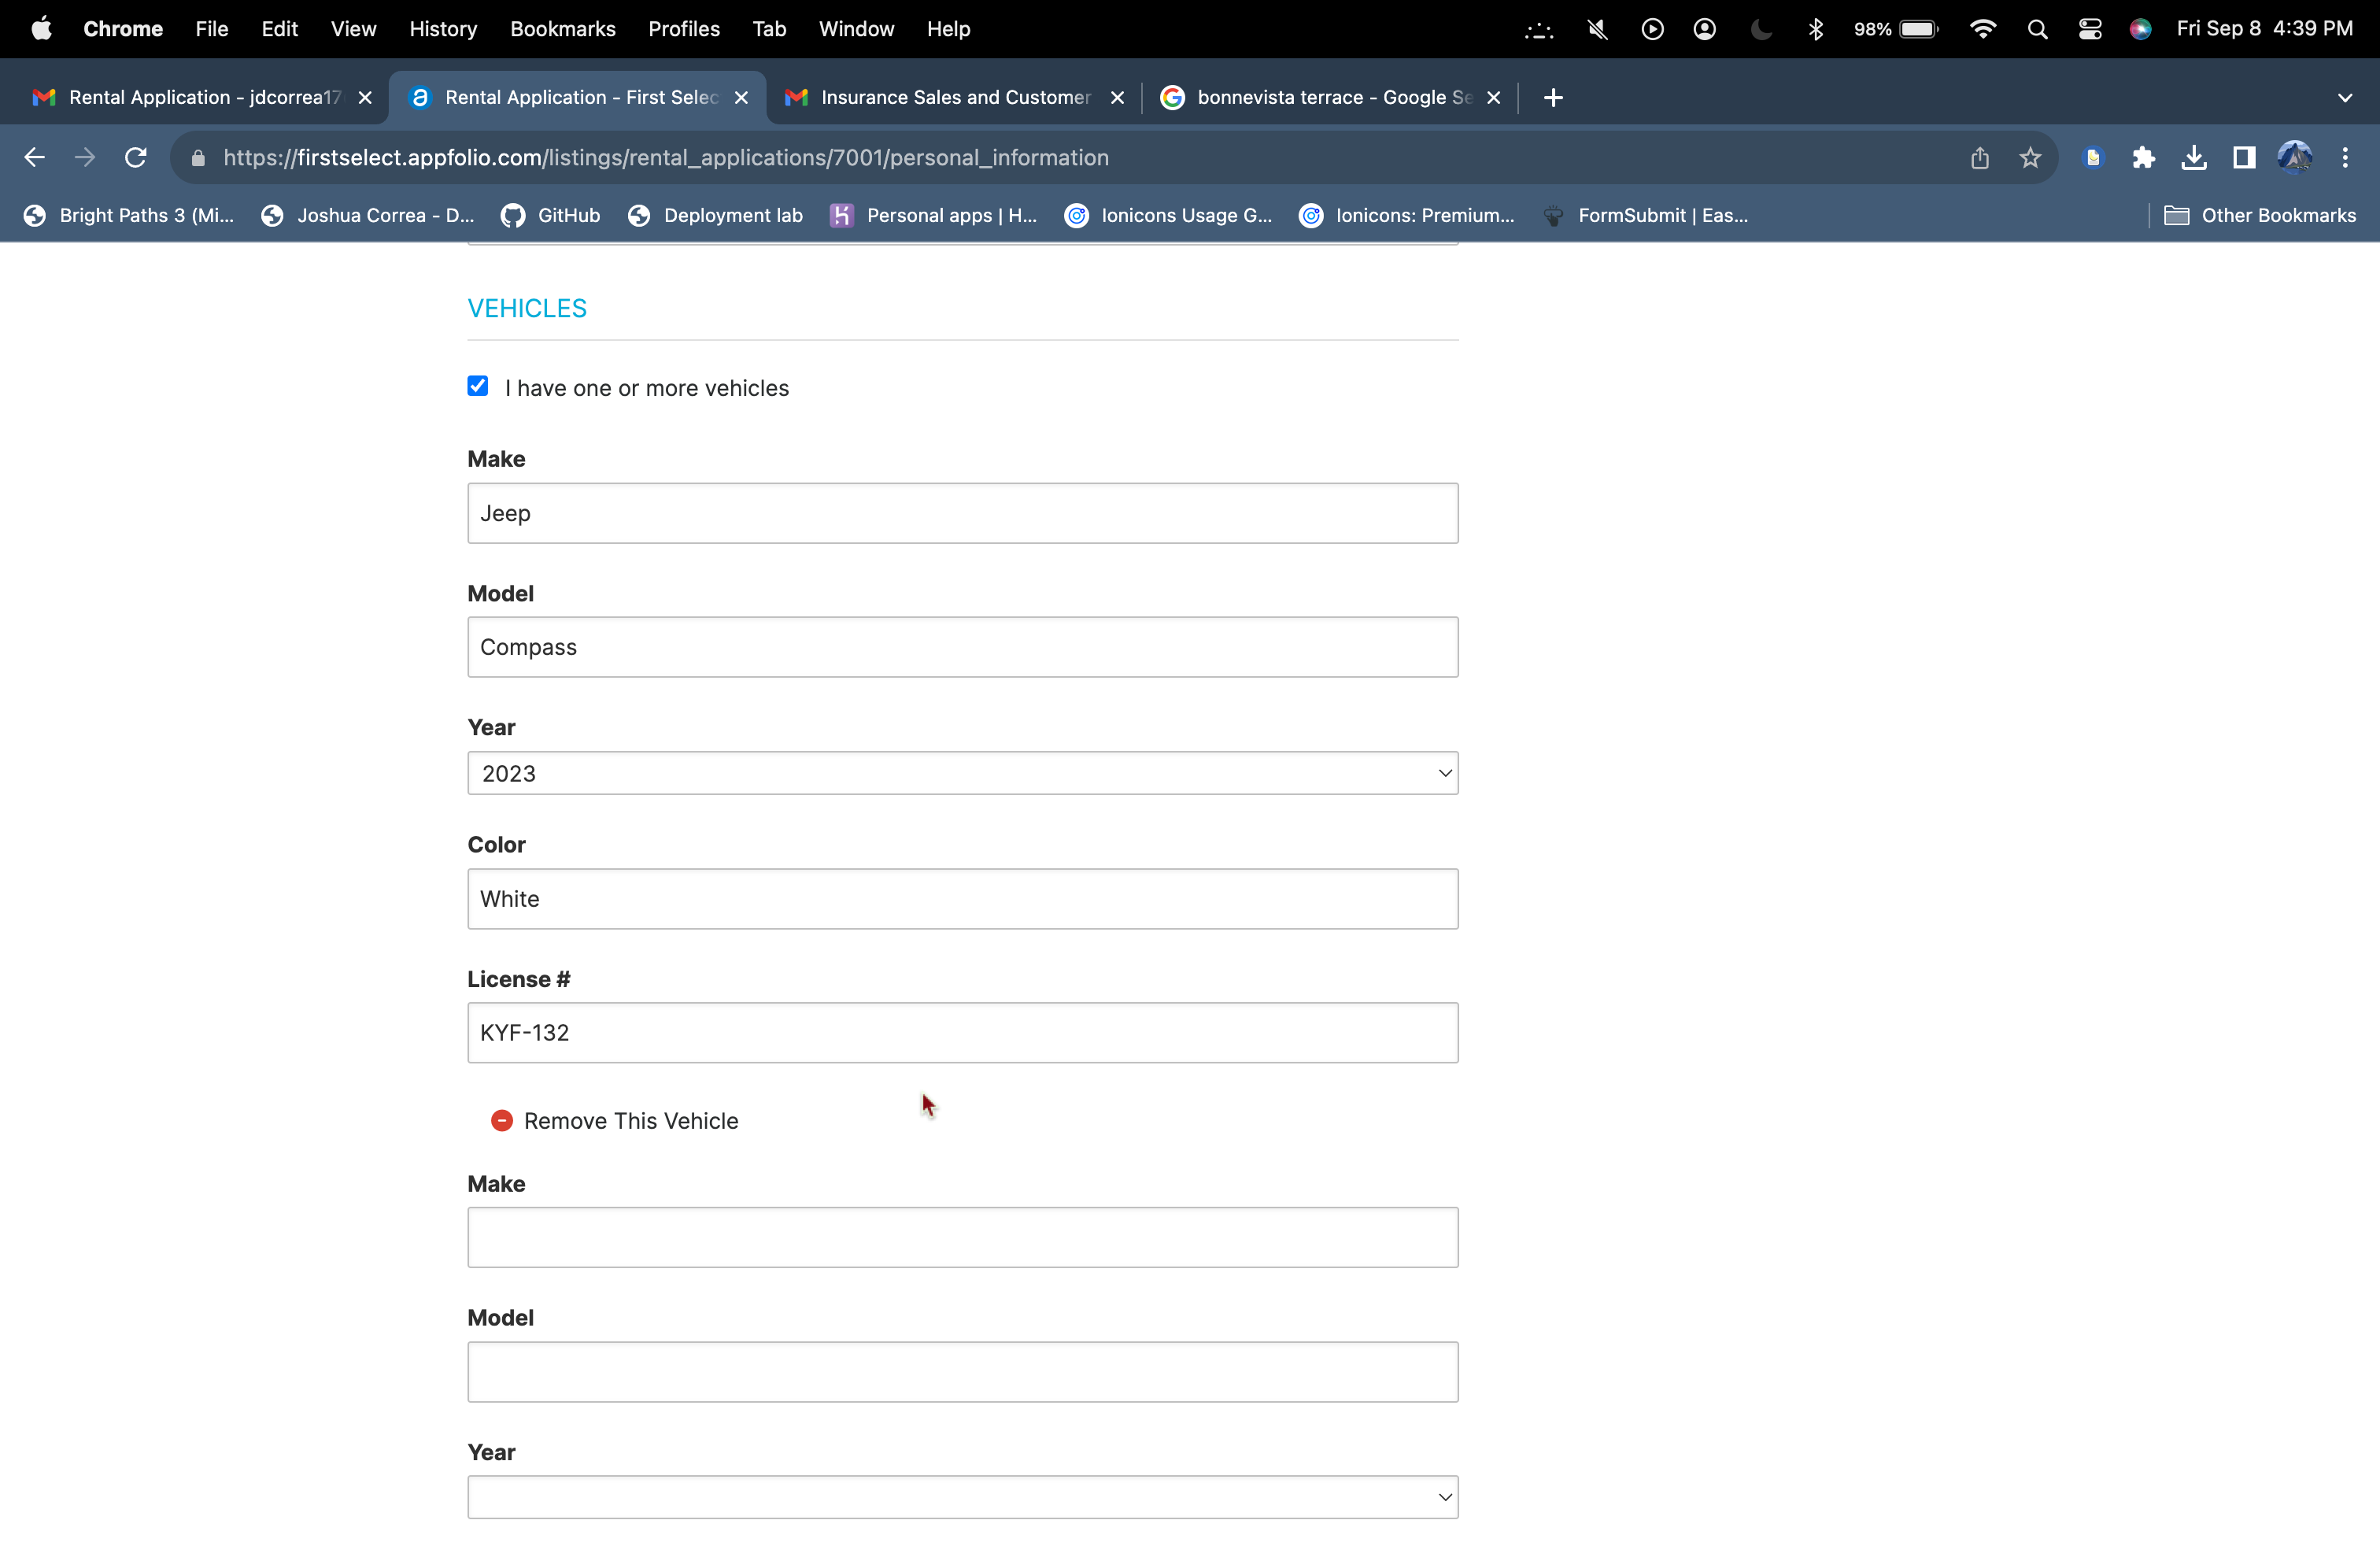 Chrome File Edit View History Bookmarks Profiles Tab Window Help 98% Fri Sep 8 4:39 PM
Rental Application - jdcorrea17 Rental Application - First Selec Insurance Sales and Customer bonnevista terrace - Google Se
https://firstselect.appfolio.com/listings/rental_applications/7001/personal_information
Bright Paths 3 (Mi... Joshua Correa - D... GitHub Deployment lab Personal apps | H... Ionicons Usage G... Ionicons: Premium... FormSubmit | Eas... Other Bookmarks
VEHICLES
I have one or more vehicles
Make
Jeep
Model
Compass
Year
2023
Color
White
License #
KYF-132
Remove This Vehicle
Make
Model
Year